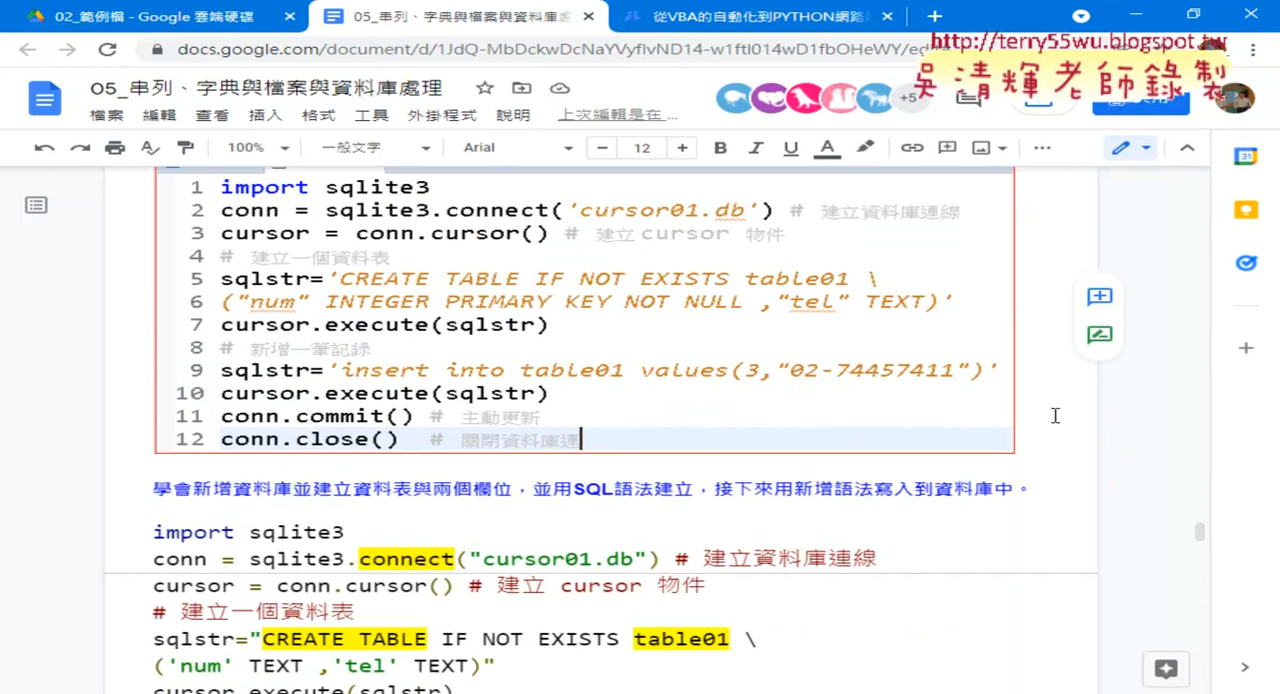 02_範例檔 - Google 雲端硬碟
05_串列、字典與檔案與資料庫處
從VBA的自動化到PYTHON網路
docs.google.com/document/d/1JdQ-MbDckwDcNaYVyflvND14-w1ftI014wD1fbOHeWY/ed
http://terry55wu.blogspot.tw
吳清輝老師錄製
05_串列、字典與檔案與資料庫處理
+5
檔案 編輯 查看 插入 格式 工具 外掛程式 說明 上次編輯是在 ...
100% 一般文字 Arial 12 B I U A
31
1 import sqlite3
2 conn = sqlite3.connect('cursor01.db') # 建立資料庫連線
3 cursor = conn.cursor() # 建立 cursor 物件
4 # 建立一個資料表
5 sqlstr='CREATE TABLE IF NOT EXISTS table01 \
6 ("num" INTEGER PRIMARY KEY NOT NULL ,"tel" TEXT)'
7 cursor.execute(sqlstr)
8 # 新增一筆記錄
9 sqlstr='insert into table01 values(3,"02-74457411")'
10 cursor.execute(sqlstr)
11 conn.commit() # 主動更新
12 conn.close() # 關閉資料庫連
學會新增資料庫並建立資料表與兩個欄位，並用SQL語法建立，接下來用新增語法寫入到資料庫中。
import sqlite3
conn = sqlite3.connect("cursor01.db") # 建立資料庫連線
cursor = conn.cursor() # 建立 cursor 物件
# 建立一個資料表
sqlstr="CREATE TABLE IF NOT EXISTS table01 \
('num' TEXT ,'tel' TEXT)"
cursor.execute(sqlstr)